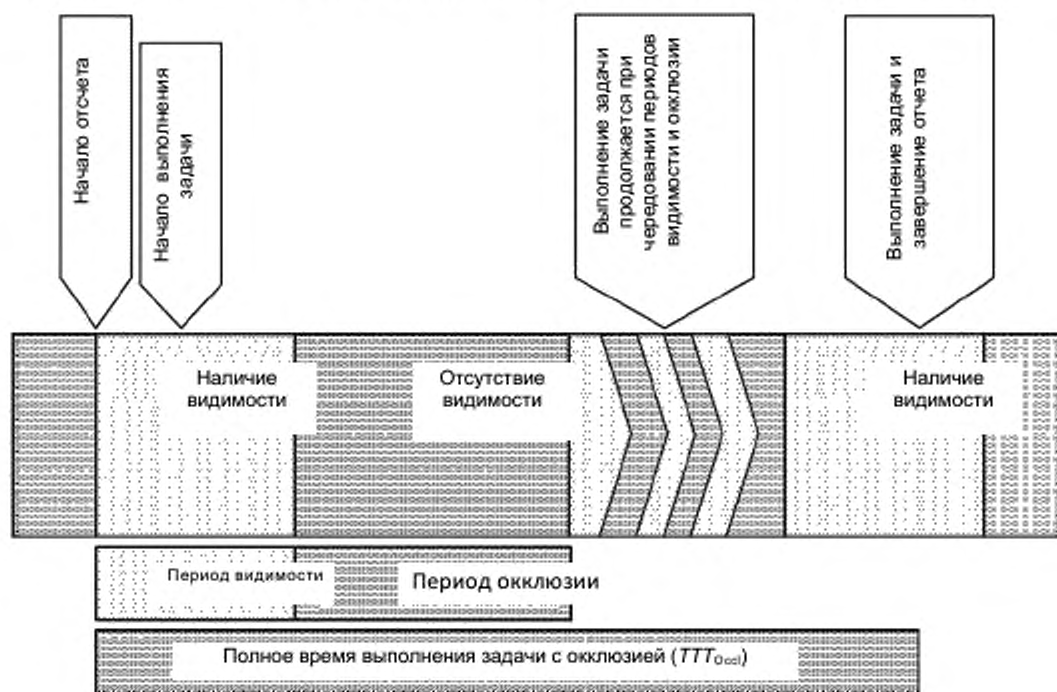 Начало отсчета
Начало выполнения
задачи
Выполнение задачи
продолжается при
чередовании периодов
видимости и окклюзии
Выполнение задачи и
завершение отчета
Наличие
видимости
Отсутствие
видимости
Наличие
видимости
Период видимости
Период окклюзии
Полное время выполнения задачи с окклюзией (TTToccl)